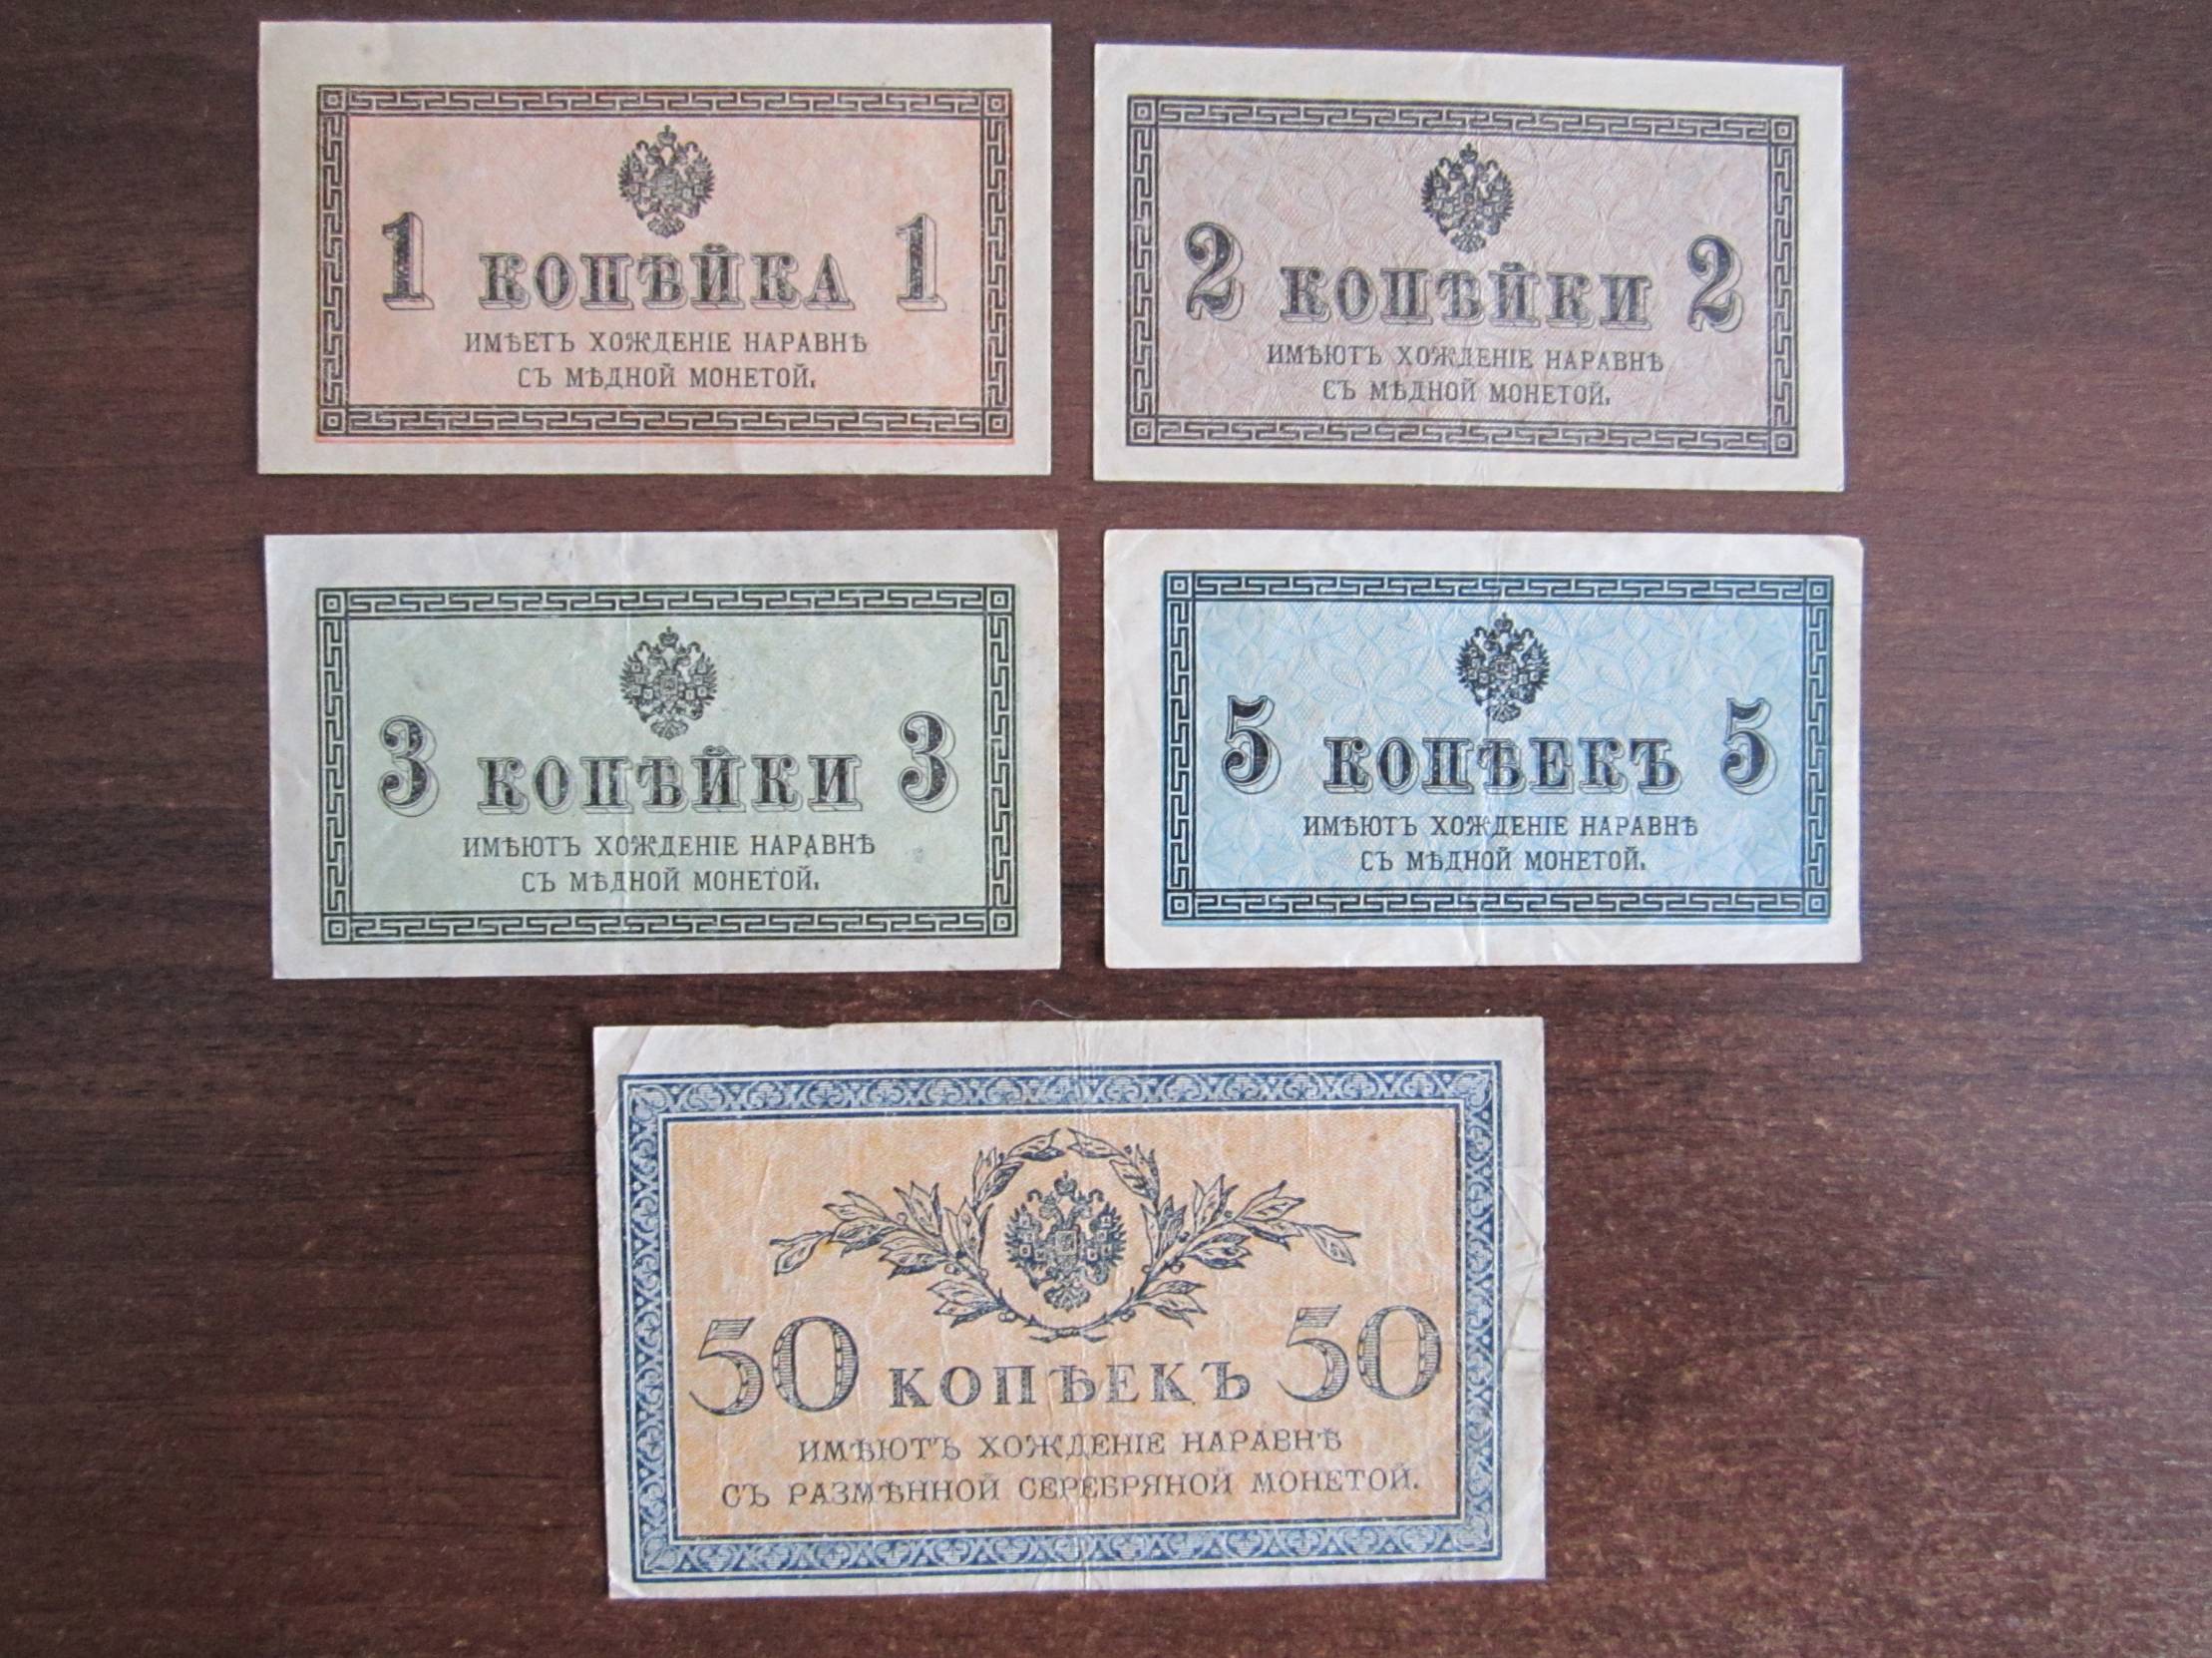 1 КОПѢЙКА 1
ИМѢЕТЪ ХОЖДЕНІЕ НАРАВНѢ
СЪ МѢДНОЙ МОНЕТОЙ.
2 КОПѢЙКИ 2
ИМѢЮТЪ ХОЖДЕНІЕ НАРАВНѢ
СЪ МѢДНОЙ МОНЕТОЙ.
3 КОПѢЙКИ 3
ИМѢЮТЪ ХОЖДЕНІЕ НАРАВНѢ
СЪ МѢДНОЙ МОНЕТОЙ.
5 КОПѢЕКЪ 5
ИМѢЮТЪ ХОЖДЕНІЕ НАРАВНѢ
СЪ МѢДНОЙ МОНЕТОЙ.
50 КОПѢЕКЪ 50
ИМѢЮТЪ ХОЖДЕНІЕ НАРАВНѢ
СЪ РАЗМѢННОЙ СЕРЕБРЯНОЙ МОНЕТОЙ.